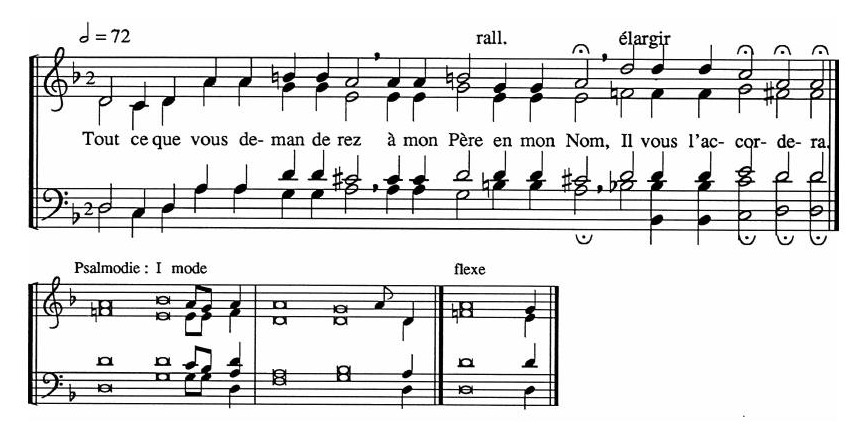 𝅗𝅥 = 72 rall. élargir
Tout ce que vous de- man de rez à mon Père en mon Nom, Il vous l'ac- cor- de- ra.
Psalmodie : I mode flexe